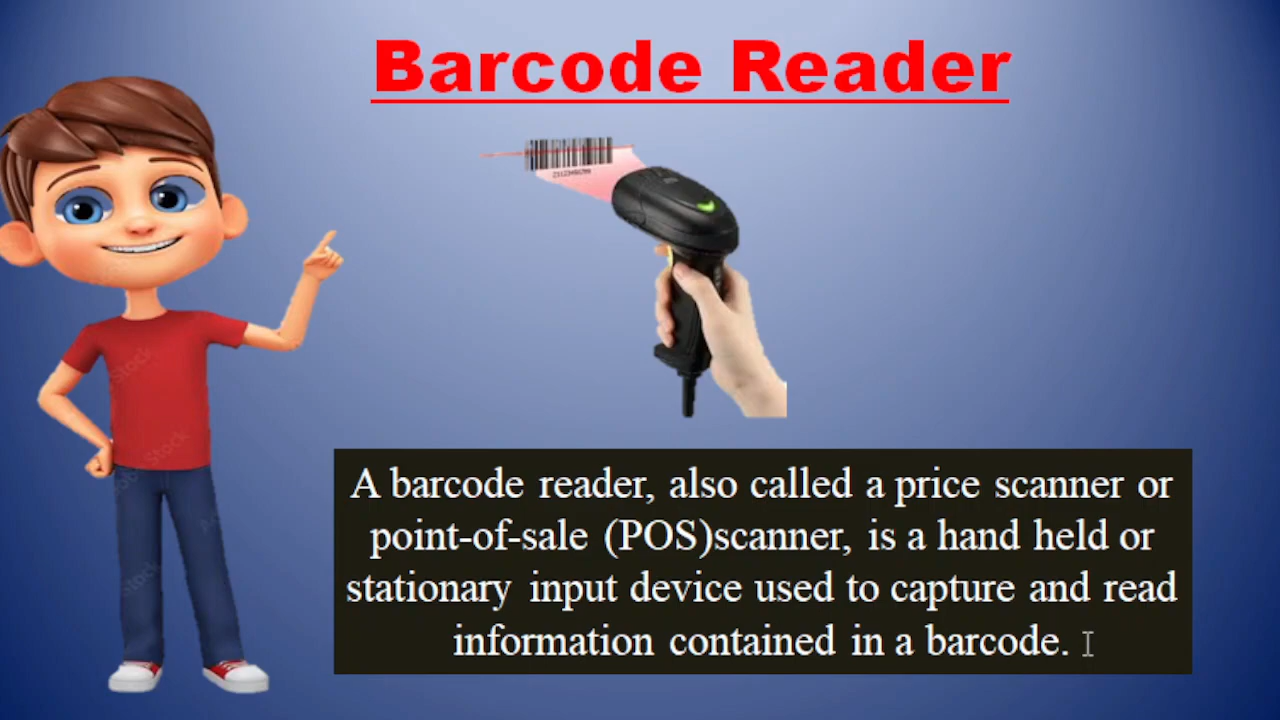 Barcode Reader
A barcode reader, also called a price scanner or
point-of-sale (POS)scanner, is a hand held or
stationary input device used to capture and read
information contained in a barcode.